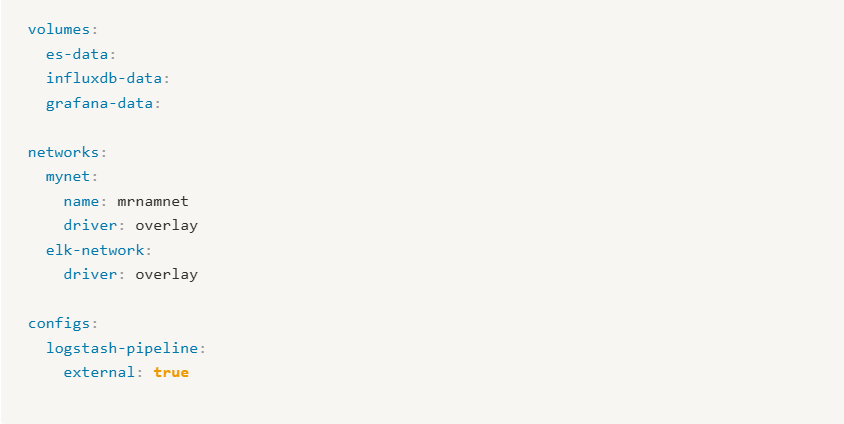 volumes:
  es-data:
  influxdb-data:
  grafana-data:

networks:
  mynet:
    name: mrnamnet
    driver: overlay
  elk-network:
    driver: overlay

configs:
  logstash-pipeline:
    external: true